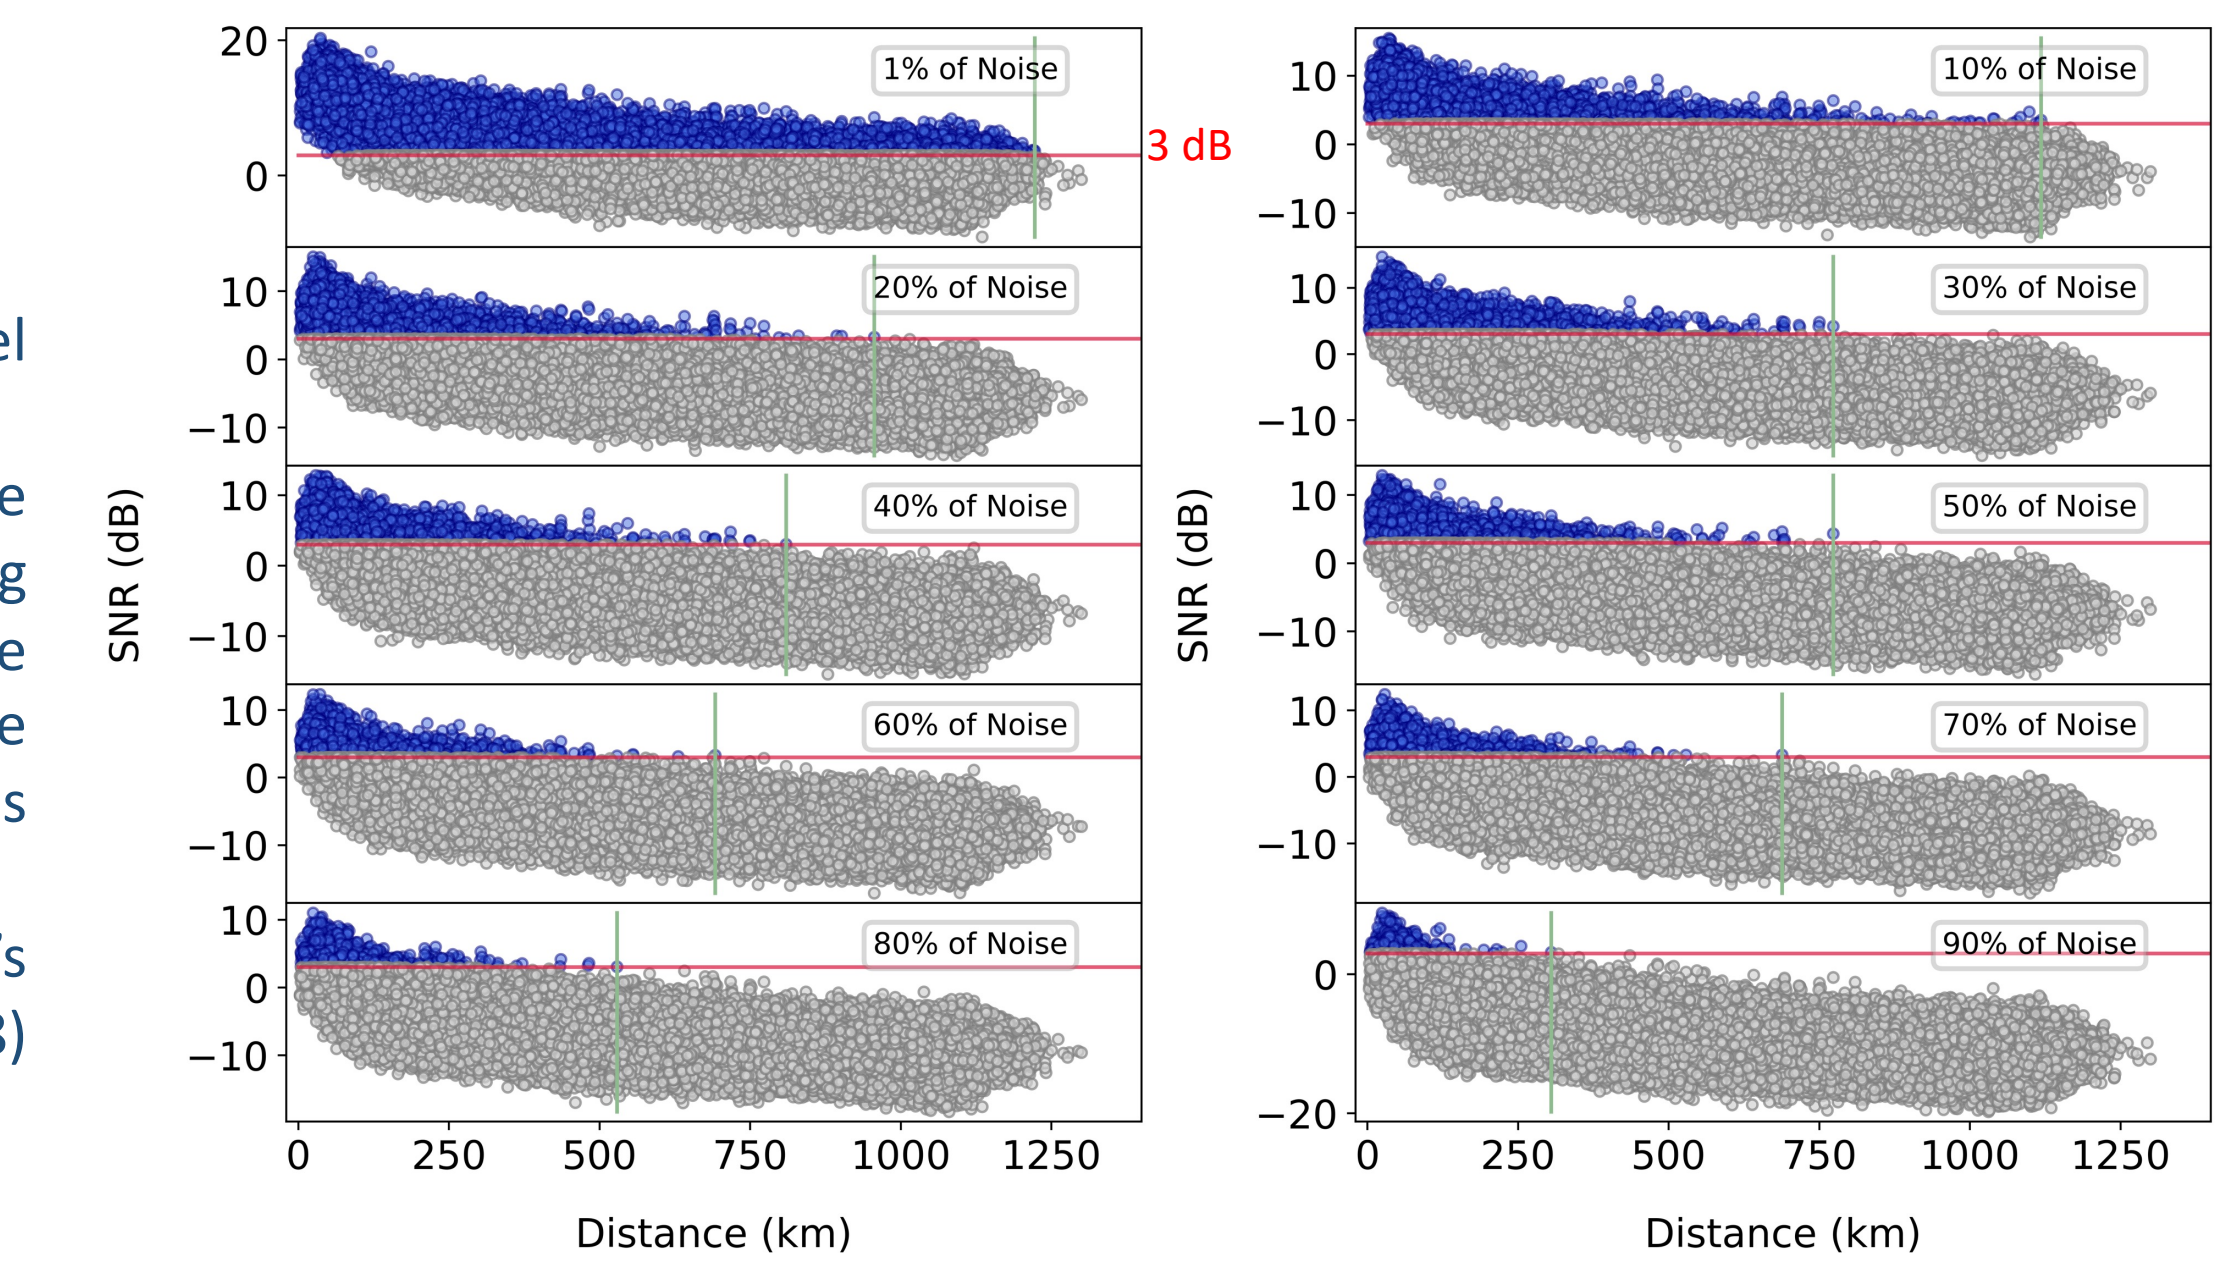 el
e
g
e
e
s
's
3)
20
0
1% of Noise
3 dB
10
0
−10
20% of Noise
10
0
−10
40% of Noise
10
0
−10
60% of Noise
10
0
−10
80% of Noise
SNR (dB)
0 250 500 750 1000 1250
Distance (km)
10
0
−10
10% of Noise
10
0
−10
30% of Noise
10
0
−10
50% of Noise
10
0
−10
70% of Noise
0
−20
90% of Noise
SNR (dB)
0 250 500 750 1000 1250
Distance (km)